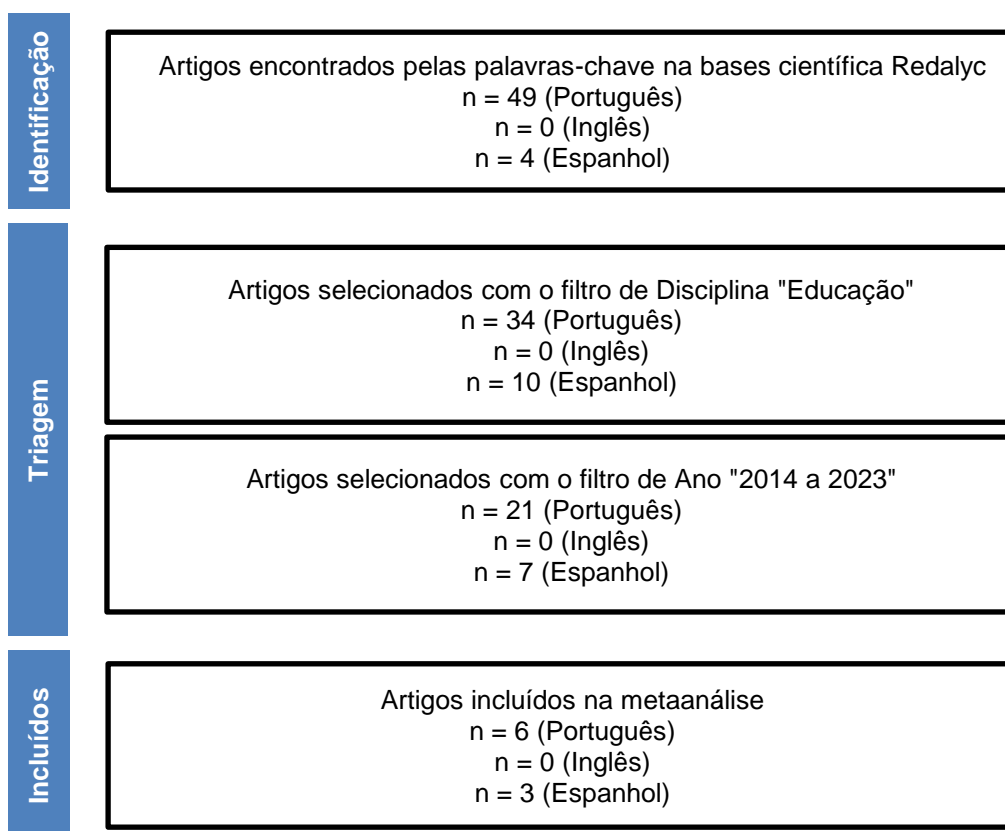 Identificação
Artigos encontrados pelas palavras-chave na bases científica Redalyc
n = 49 (Português)
n = 0 (Inglês)
n = 4 (Espanhol)
Triagem
Artigos selecionados com o filtro de Disciplina "Educação"
n = 34 (Português)
n = 0 (Inglês)
n = 10 (Espanhol)
Artigos selecionados com o filtro de Ano "2014 a 2023"
n = 21 (Português)
n = 0 (Inglês)
n = 7 (Espanhol)
Incluídos
Artigos incluídos na metaanálise
n = 6 (Português)
n = 0 (Inglês)
n = 3 (Espanhol)